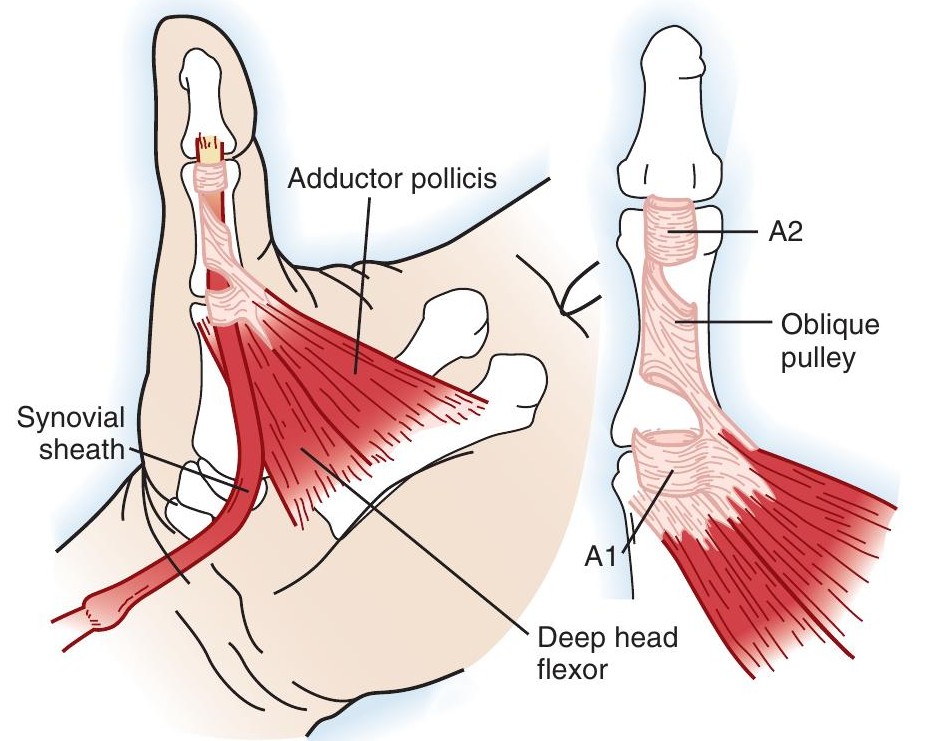 Adductor pollicis
A2
Oblique
pulley
Synovial
sheath
A1
Deep head
flexor